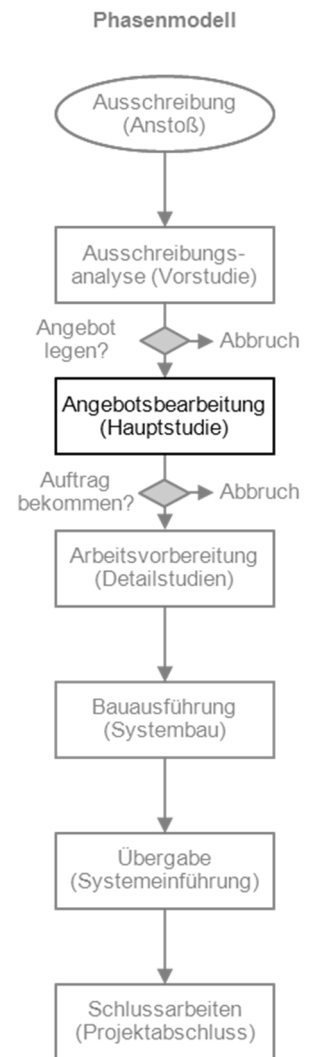 Phasenmodell
Ausschreibung
(Anstoß)
Ausschreibungs-
analyse (Vorstudie)
Angebot
legen?
Abbruch
Angebotsbearbeitung
(Hauptstudie)
Auftrag
bekommen?
Abbruch
Arbeitsvorbereitung
(Detailstudien)
Bauausführung
(Systembau)
Übergabe
(Systemeinführung)
Schlussarbeiten
(Projektabschluss)